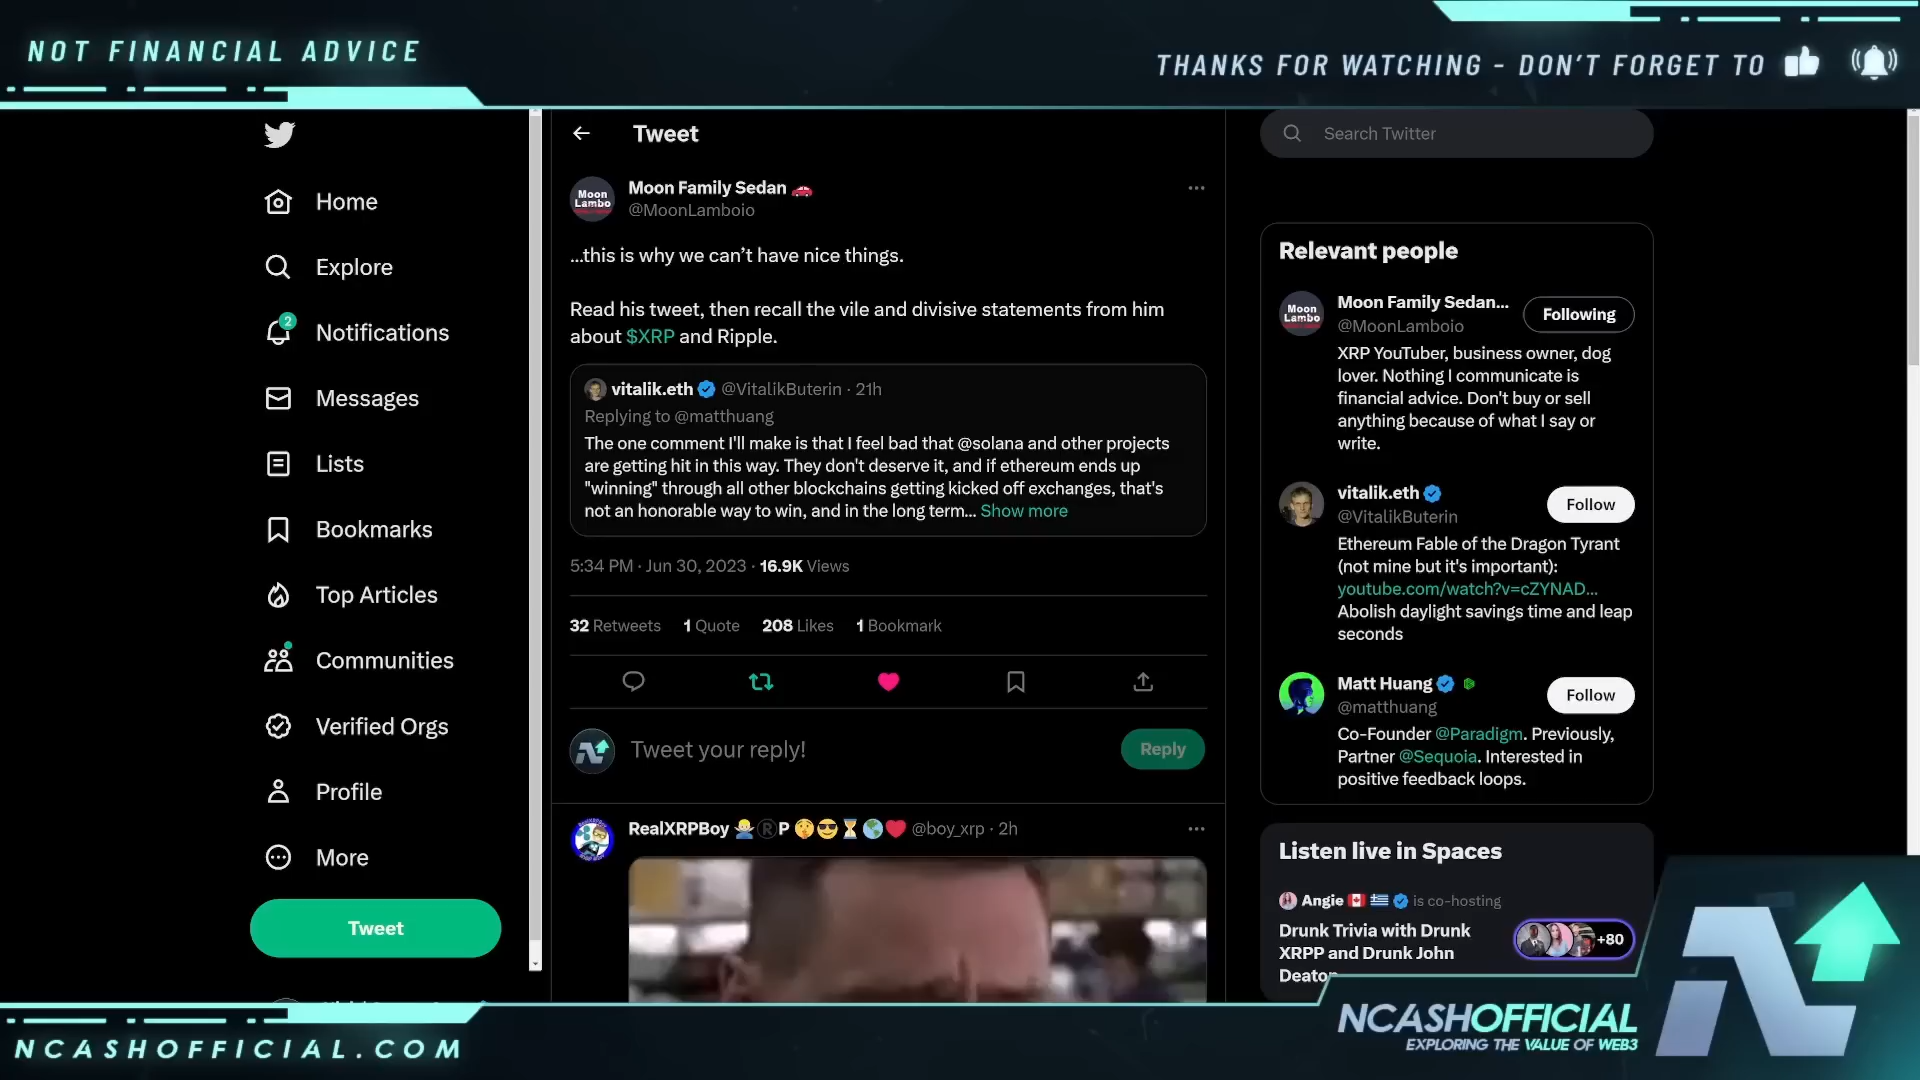 NOT FINANCIAL ADVICE
THANKS FOR WATCHING - DON'T FORGET TO
Home
Explore
2
Notifications
Messages
Lists
Bookmarks
Top Articles
Communities
Verified Orgs
Profile
More
Tweet
Tweet
Moon Lambo
Moon Family Sedan 🚗
@MoonLamboio
...this is why we can't have nice things.
Read his tweet, then recall the vile and divisive statements from him
about $XRP and Ripple.
vitalik.eth @VitalikButerin · 21h
Replying to @matthuang
The one comment I'll make is that I feel bad that @solana and other projects
are getting hit in this way. They don't deserve it, and if ethereum ends up
"winning" through all other blockchains getting kicked off exchanges, that's
not an honorable way to win, and in the long term... Show more
5:34 PM · Jun 30, 2023 · 16.9K Views
32 Retweets 1 Quote 208 Likes 1 Bookmark
Tweet your reply!
Reply
RealXRPBoy 🙅‍♂️®️P 🤫😎⏳🌎❤️ @boy_xrp · 2h
Search Twitter
Relevant people
Moon Lambo
Moon Family Sedan...
@MoonLamboio
Following
XRP YouTuber, business owner, dog
lover. Nothing I communicate is
financial advice. Don't buy or sell
anything because of what I say or
write.
vitalik.eth
@VitalikButerin
Follow
Ethereum Fable of the Dragon Tyrant
(not mine but it's important):
youtube.com/watch?v=cZYNAD...
Abolish daylight savings time and leap
seconds
Matt Huang
@matthuang
Follow
Co-Founder @Paradigm. Previously,
Partner @Sequoia. Interested in
positive feedback loops.
Listen live in Spaces
Angie 🇨🇦 🇬🇷 is co-hosting
Drunk Trivia with Drunk
XRPP and Drunk John
Deaton
+80
NCASHOFFICIAL.COM
NCASHOFFICIAL
EXPLORING THE VALUE OF WEB3